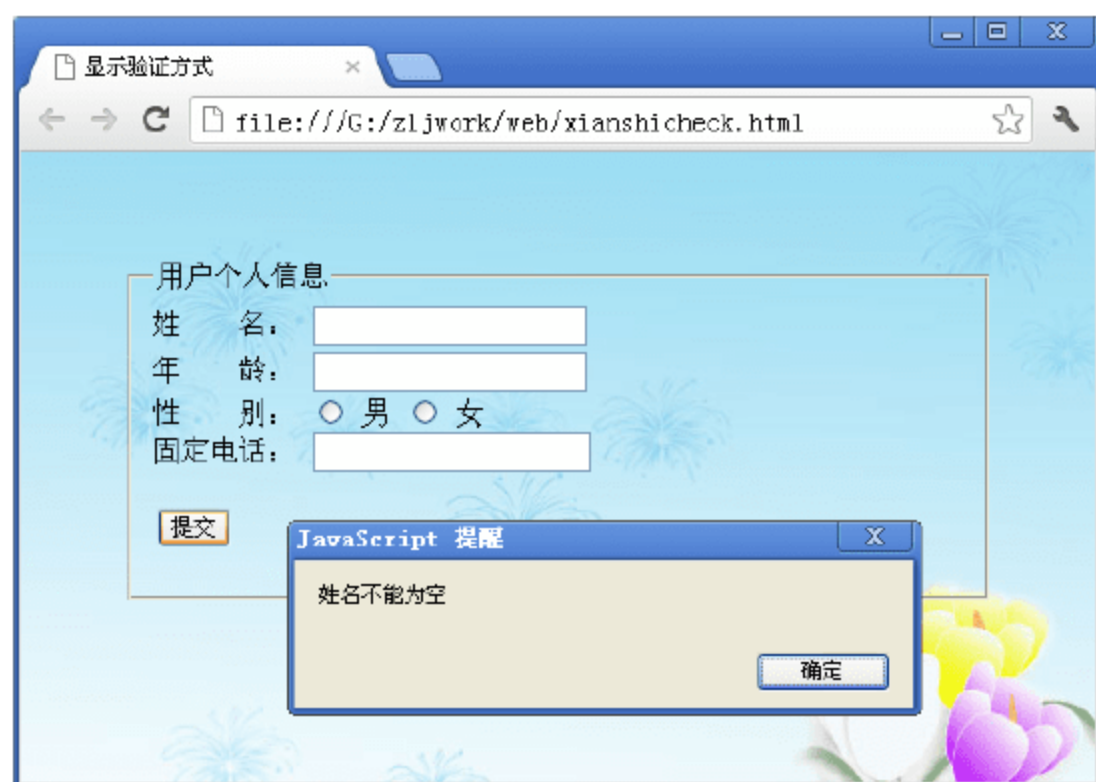 显示验证方式
file:///G:/zljwork/web/xianshicheck.html
用户个人信息
姓 名：
年 龄：
性 别： 男 女
固定电话：
提交
JavaScript 提醒
姓名不能为空
确定